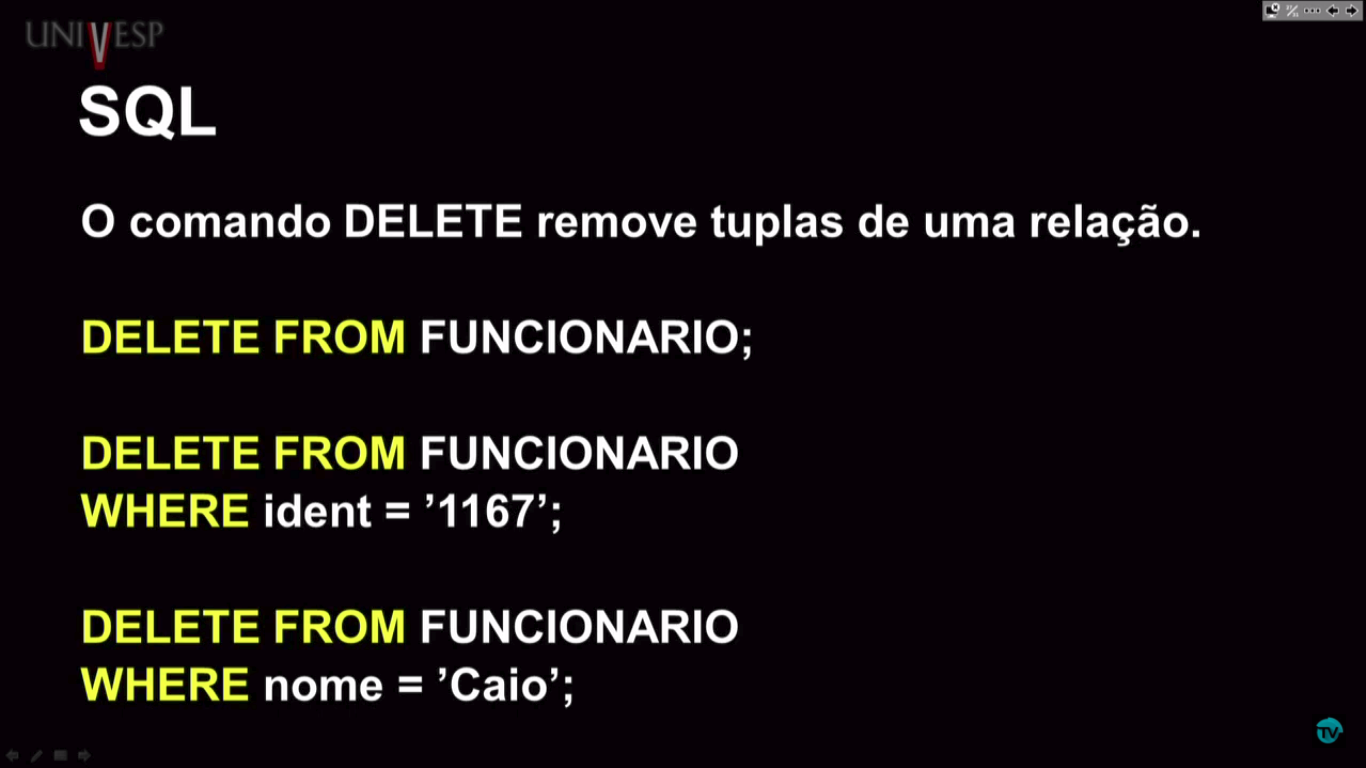 UNIVESP
SQL
O comando DELETE remove tuplas de uma relação.
DELETE FROM FUNCIONARIO;
DELETE FROM FUNCIONARIO
WHERE ident = ’1167’;
DELETE FROM FUNCIONARIO
WHERE nome = ’Caio’;
TV